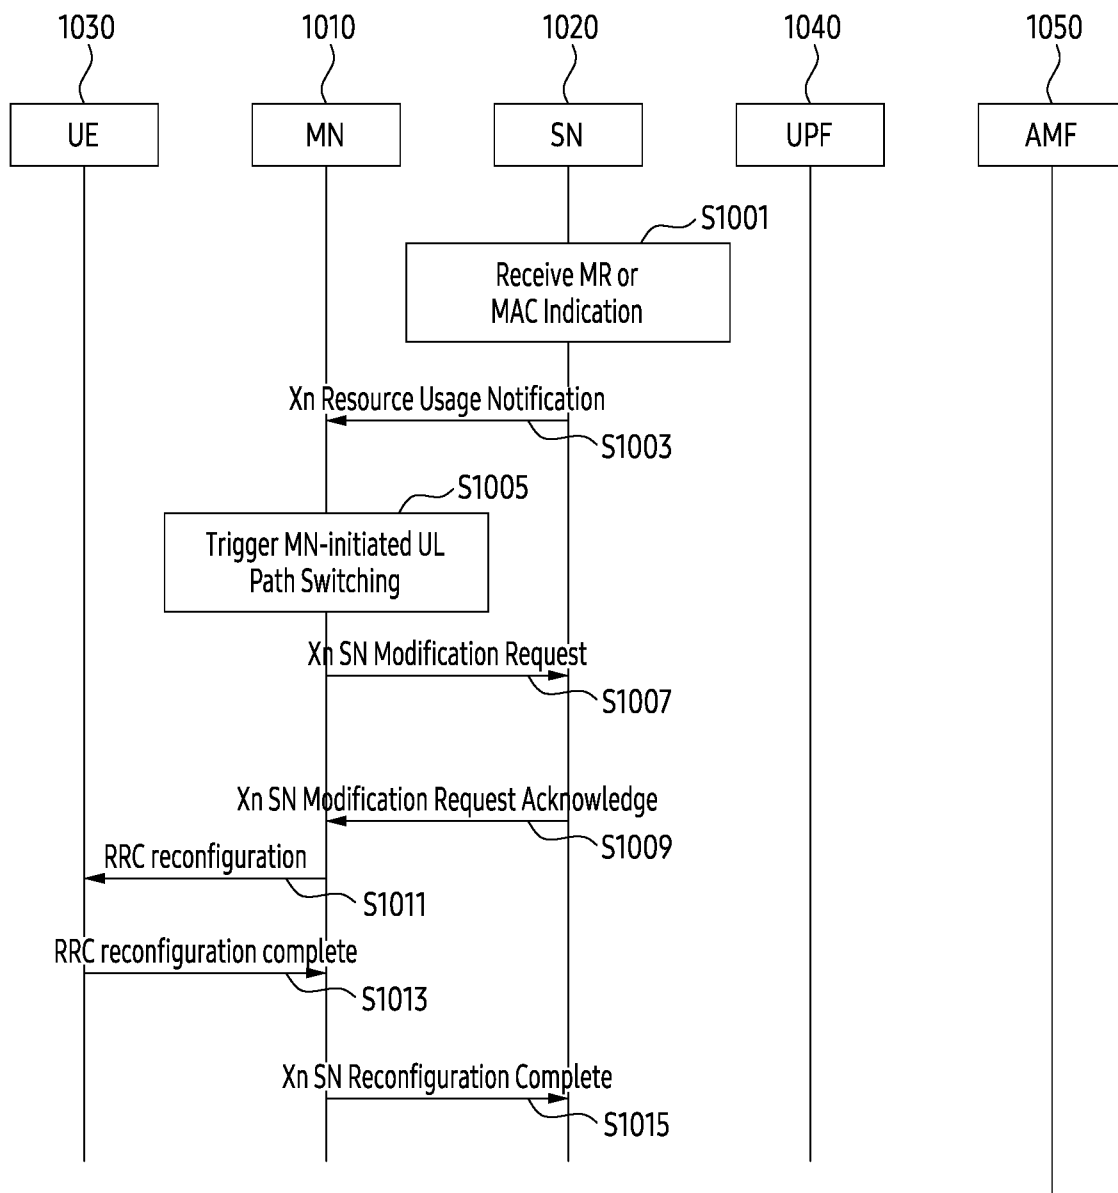 1030
1010
1020
1040
1050
UE
MN
SN
UPF
AMF
S1001
Receive MR or
MAC Indication
Xn Resource Usage Notification
S1003
S1005
Trigger MN-initiated UL
Path Switching
Xn SN Modification Request
S1007
Xn SN Modification Request Acknowledge
S1009
RRC reconfiguration
S1011
RRC reconfiguration complete
S1013
Xn SN Reconfiguration Complete
S1015